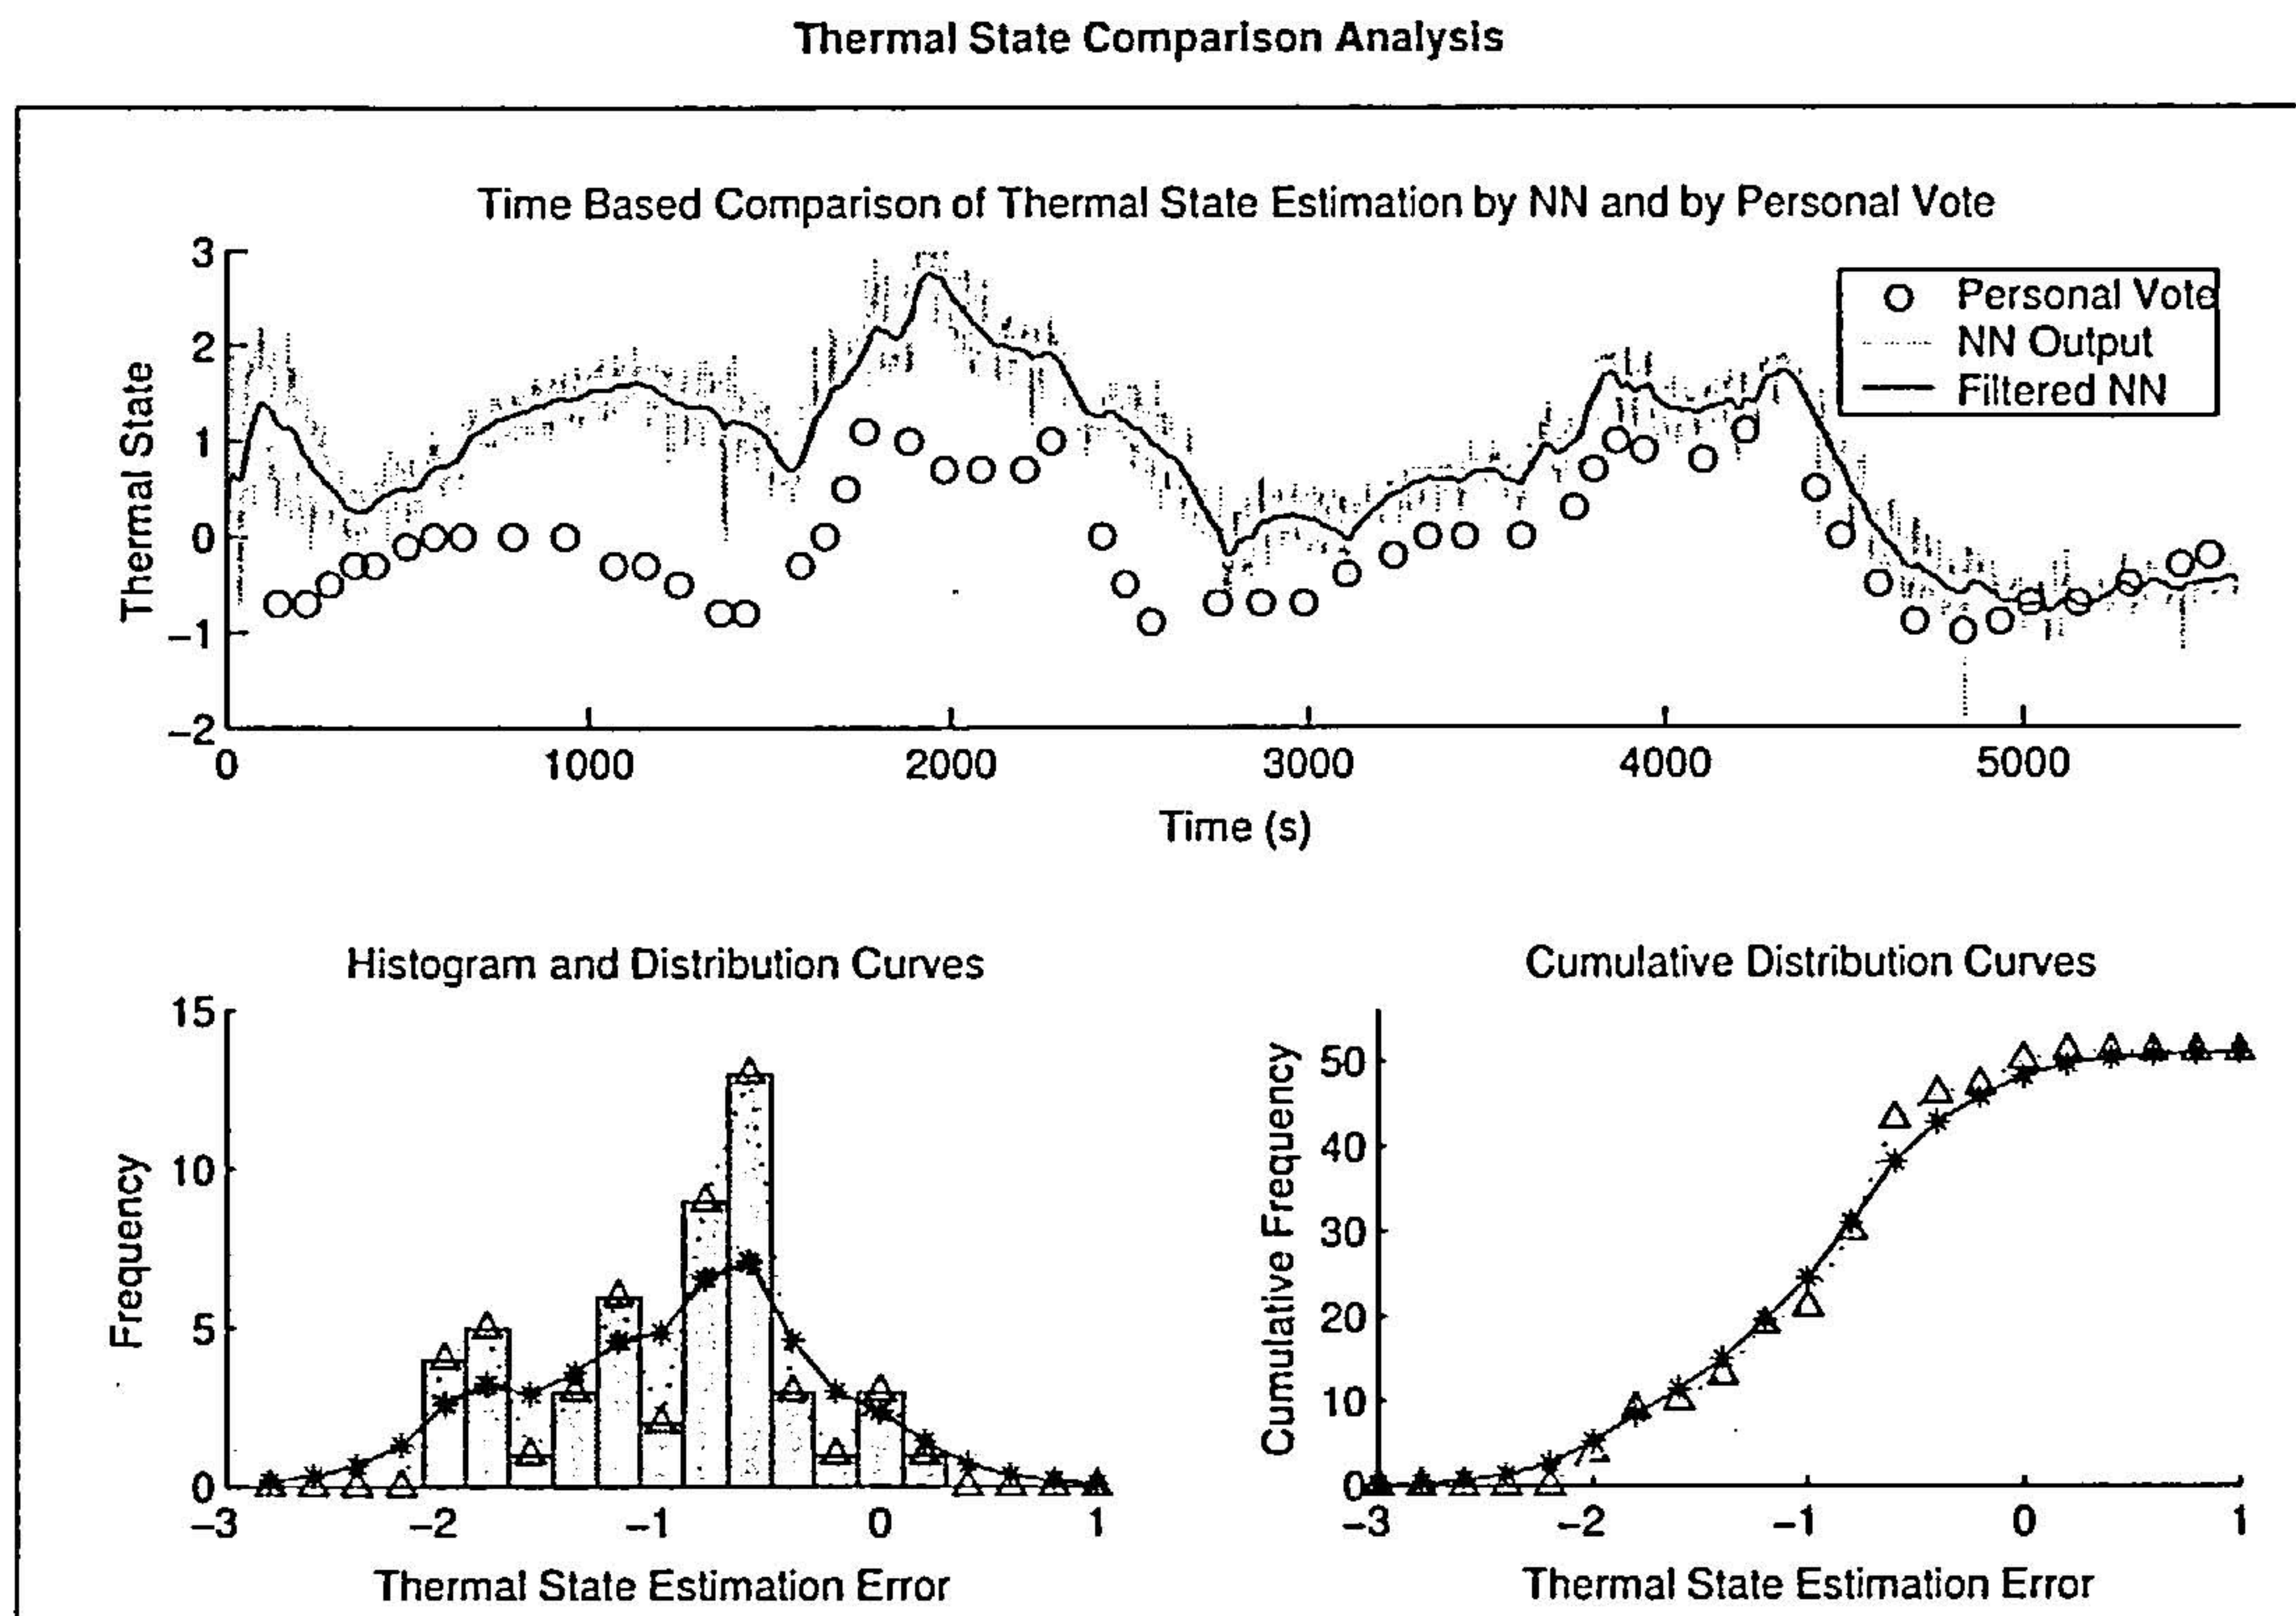 Thermal State Comparison Analysis
Time Based Comparison of Thermal State Estimation by NN and by Personal Vote
3
2
1
0
−1
−2
Thermal State
Personal Vote
NN Output
Filtered NN
0 1000 2000 3000 4000 5000
Time (s)
Histogram and Distribution Curves
15
10
5
0
Frequency
−3 −2 −1 0 1
Thermal State Estimation Error
Cumulative Distribution Curves
50
40
30
20
10
0
Cumulative Frequency
−3 −2 −1 0 1
Thermal State Estimation Error